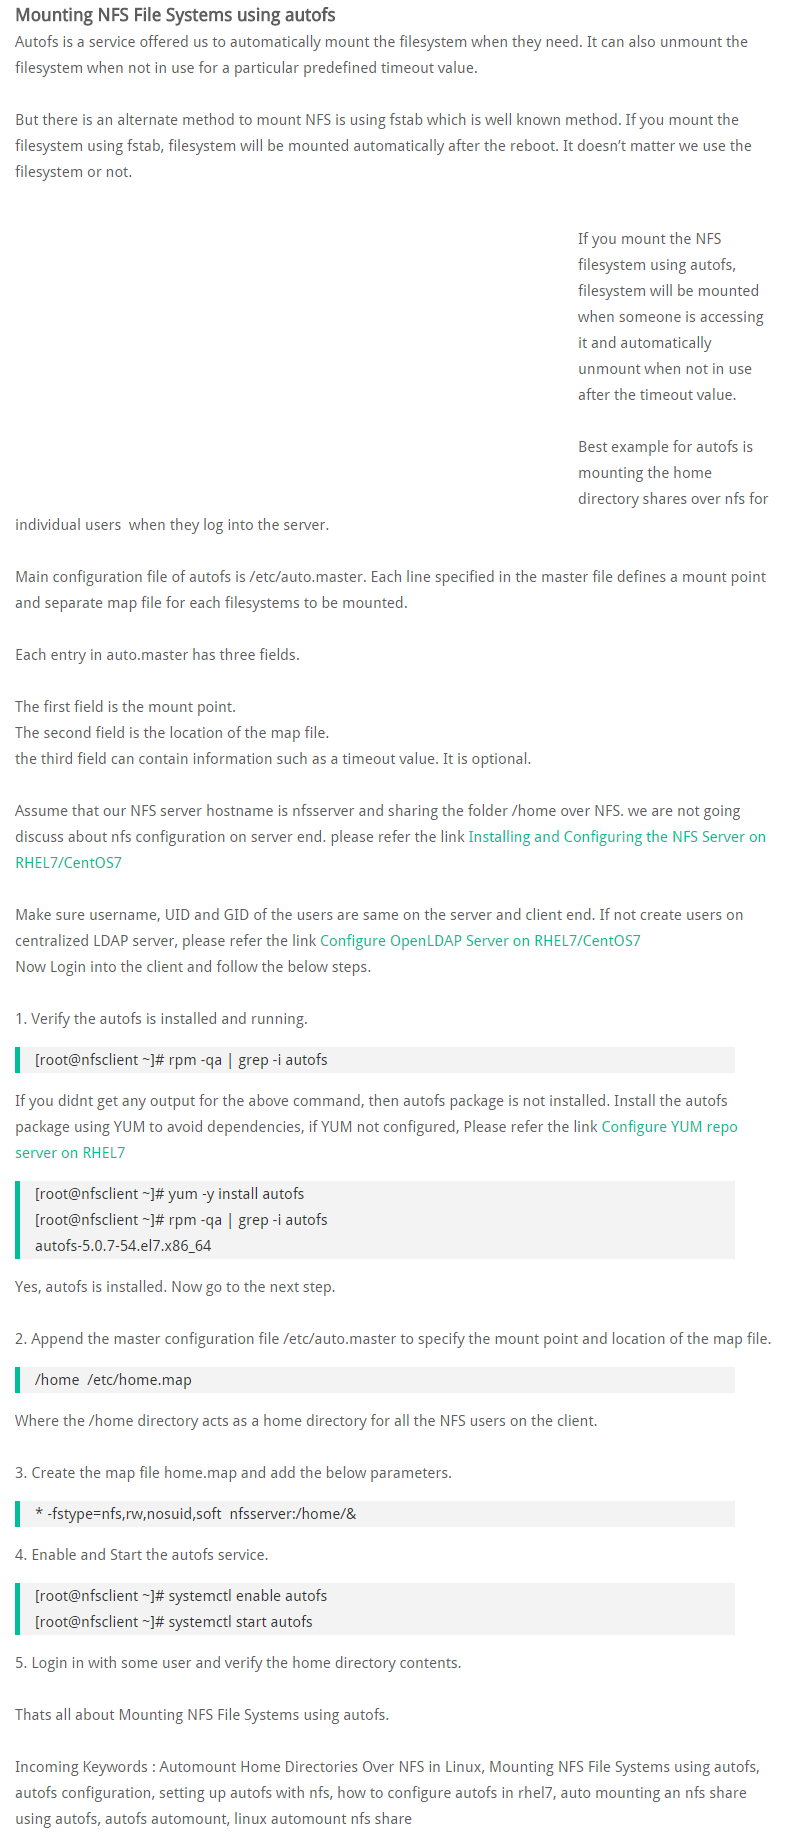 Mounting NFS File Systems using autofs
Autofs is a service offered us to automatically mount the filesystem when they need. It can also unmount the
filesystem when not in use for a particular predefined timeout value.
But there is an alternate method to mount NFS is using fstab which is well known method. If you mount the
filesystem using fstab, filesystem will be mounted automatically after the reboot. It doesn’t matter we use the
filesystem or not.
If you mount the NFS
filesystem using autofs,
filesystem will be mounted
when someone is accessing
it and automatically
unmount when not in use
after the timeout value.
Best example for autofs is
mounting the home
directory shares over nfs for
individual users  when they log into the server.
Main configuration file of autofs is /etc/auto.master. Each line specified in the master file defines a mount point
and separate map file for each filesystems to be mounted.
Each entry in auto.master has three fields.
The first field is the mount point.
The second field is the location of the map file.
the third field can contain information such as a timeout value. It is optional.
Assume that our NFS server hostname is nfsserver and sharing the folder /home over NFS. we are not going
discuss about nfs configuration on server end. please refer the link Installing and Configuring the NFS Server on
RHEL7/CentOS7
Make sure username, UID and GID of the users are same on the server and client end. If not create users on
centralized LDAP server, please refer the link Configure OpenLDAP Server on RHEL7/CentOS7
Now Login into the client and follow the below steps.
1. Verify the autofs is installed and running.
[root@nfsclient ~]# rpm -qa | grep -i autofs
If you didnt get any output for the above command, then autofs package is not installed. Install the autofs
package using YUM to avoid dependencies, if YUM not configured, Please refer the link Configure YUM repo
server on RHEL7
[root@nfsclient ~]# yum -y install autofs
[root@nfsclient ~]# rpm -qa | grep -i autofs
autofs-5.0.7-54.el7.x86_64
Yes, autofs is installed. Now go to the next step.
2. Append the master configuration file /etc/auto.master to specify the mount point and location of the map file.
/home  /etc/home.map
Where the /home directory acts as a home directory for all the NFS users on the client.
3. Create the map file home.map and add the below parameters.
* -fstype=nfs,rw,nosuid,soft  nfsserver:/home/&
4. Enable and Start the autofs service.
[root@nfsclient ~]# systemctl enable autofs
[root@nfsclient ~]# systemctl start autofs
5. Login in with some user and verify the home directory contents.
Thats all about Mounting NFS File Systems using autofs.
Incoming Keywords : Automount Home Directories Over NFS in Linux, Mounting NFS File Systems using autofs,
autofs configuration, setting up autofs with nfs, how to configure autofs in rhel7, auto mounting an nfs share
using autofs, autofs automount, linux automount nfs share